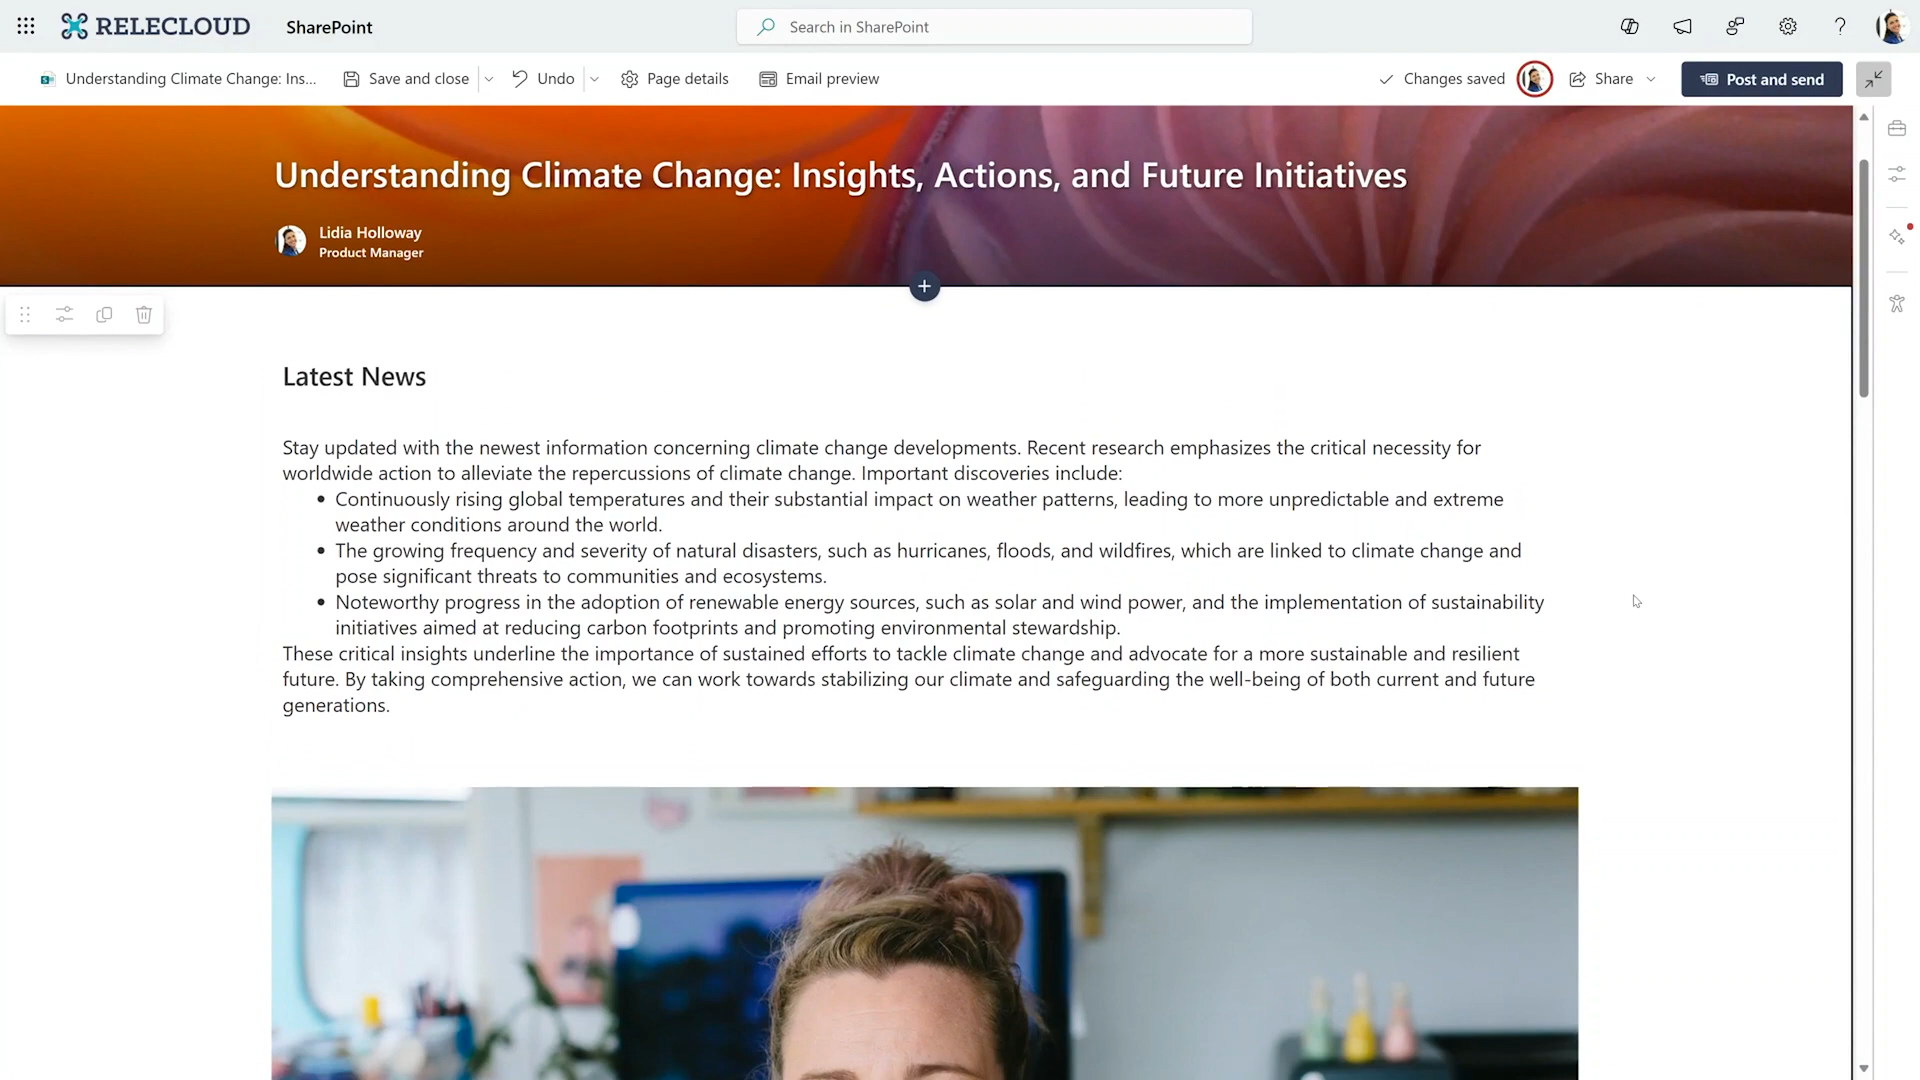 RELECLOUD SharePoint Search in SharePoint
Understanding Climate Change: Ins... Save and close Undo Page details Email preview Changes saved Share Post and send
Understanding Climate Change: Insights, Actions, and Future Initiatives
Lidia Holloway
Product Manager
Latest News
Stay updated with the newest information concerning climate change developments. Recent research emphasizes the critical necessity for
worldwide action to alleviate the repercussions of climate change. Important discoveries include:
• Continuously rising global temperatures and their substantial impact on weather patterns, leading to more unpredictable and extreme
weather conditions around the world.
• The growing frequency and severity of natural disasters, such as hurricanes, floods, and wildfires, which are linked to climate change and
pose significant threats to communities and ecosystems.
• Noteworthy progress in the adoption of renewable energy sources, such as solar and wind power, and the implementation of sustainability
initiatives aimed at reducing carbon footprints and promoting environmental stewardship.
These critical insights underline the importance of sustained efforts to tackle climate change and advocate for a more sustainable and resilient
future. By taking comprehensive action, we can work towards stabilizing our climate and safeguarding the well-being of both current and future
generations.